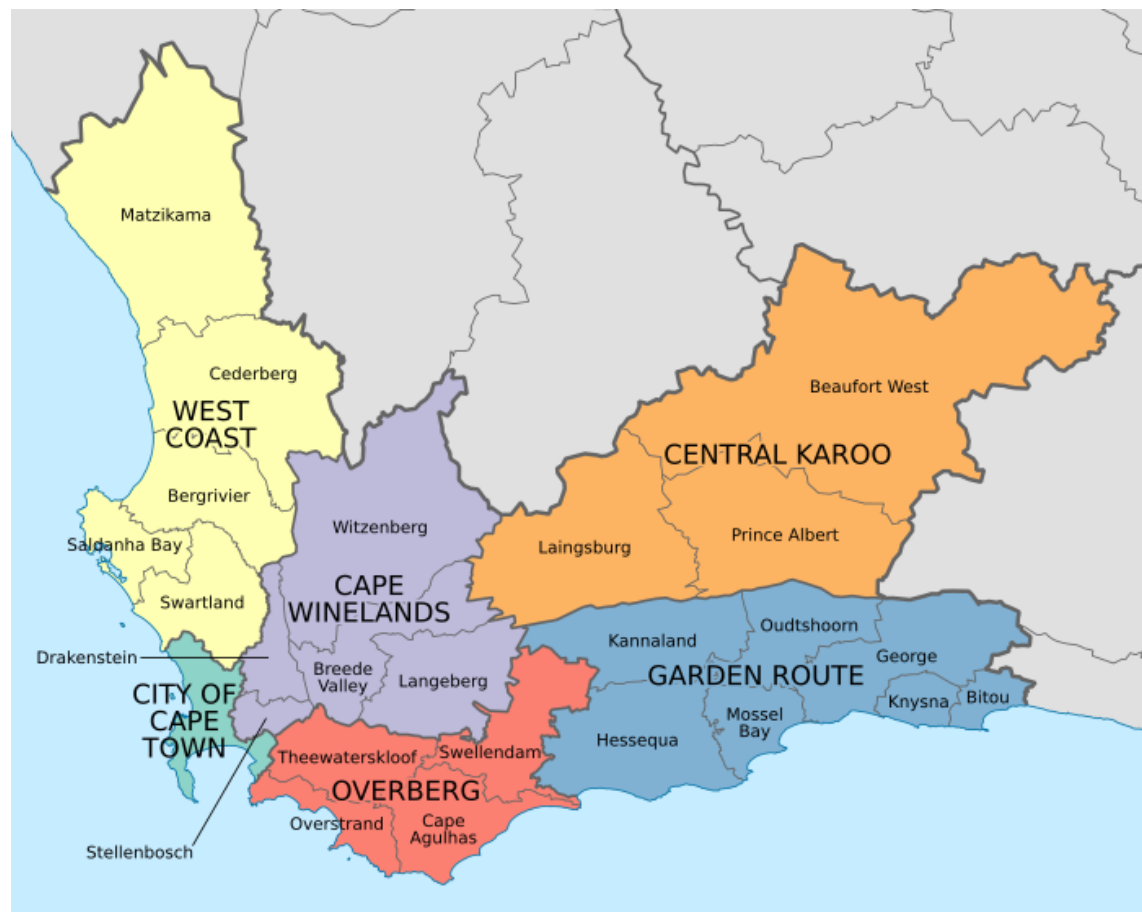 Matzikama
Cederberg
WEST
COAST
Beaufort West
CENTRAL KAROO
Bergrivier
Witzenberg
Saldanha Bay
Laingsburg
Prince Albert
Swartland
CAPE
WINELANDS
Kannaland
Oudtshoorn
Drakenstein
George
Breede
Valley
Langeberg
GARDEN ROUTE
CITY OF
CAPE
TOWN
Knysna
Bitou
Mossel
Bay
Hessequa
Theewaterskloof
Swellendam
OVERBERG
Overstrand
Cape
Agulhas
Stellenbosch